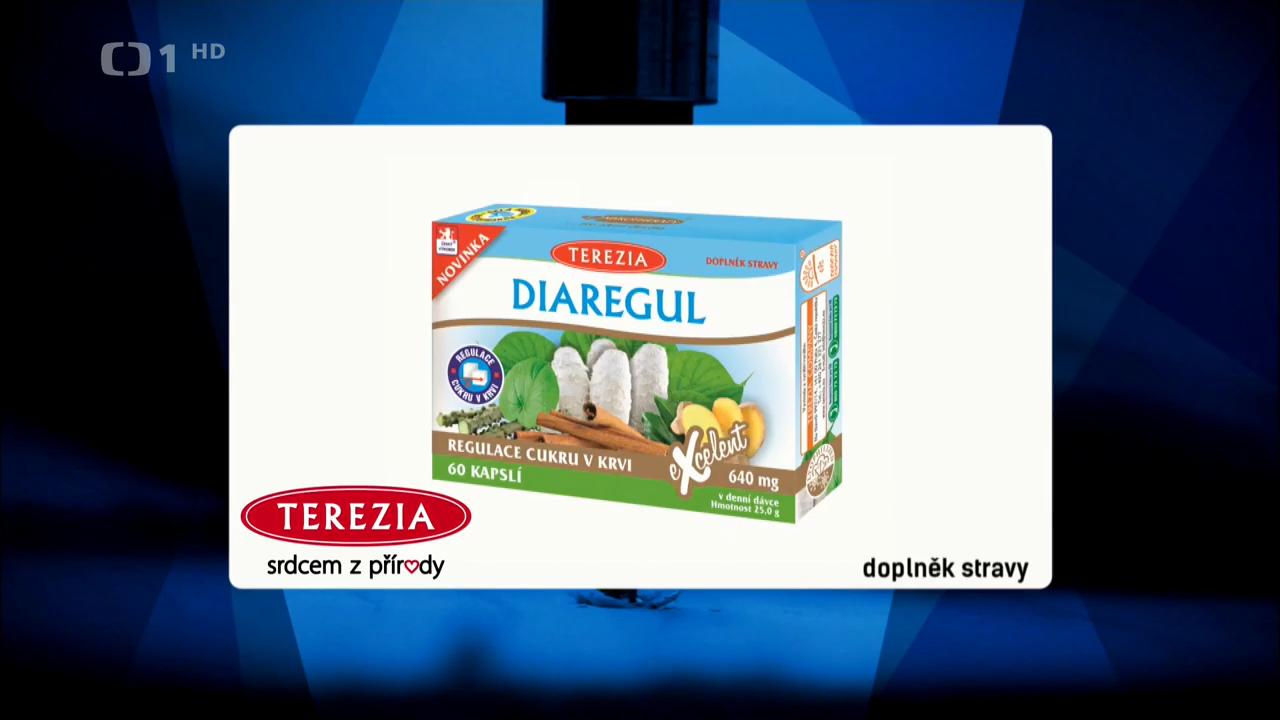 1 HD
NOVINKA
TEREZIA
DOPLNĚK STRAVY
DIAREGUL
REGULACE
CUKRU V KRVI
REGULACE CUKRU V KRVI
eXcelent
60 KAPSLÍ
640 mg
v denní dávce
Hmotnost 25,0 g
TEREZIA
srdcem z přírody
doplněk stravy